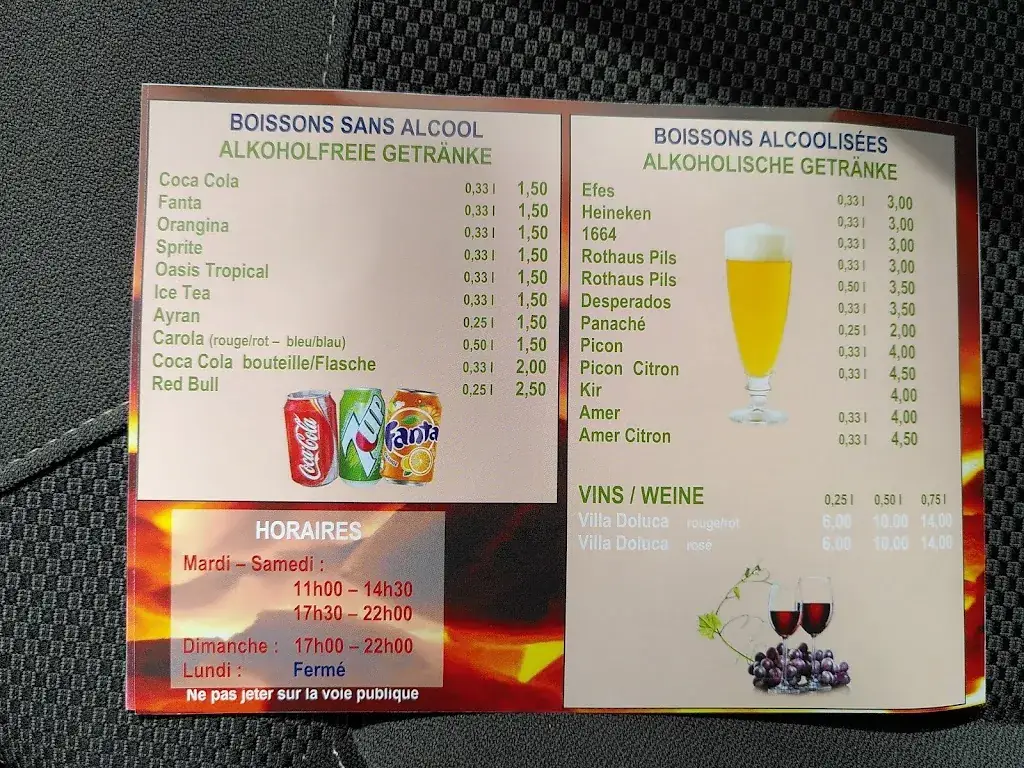 BOISSONS SANS ALCOOL
ALKOHOLFREIE GETRÄNKE
Coca Cola 0,33 l 1,50
Fanta 0,33 l 1,50
Orangina 0,33 l 1,50
Sprite 0,33 l 1,50
Oasis Tropical 0,33 l 1,50
Ice Tea 0,33 l 1,50
Ayran 0,25 l 1,50
Carola (rouge/rot – bleu/blau) 0,50 l 1,50
Coca Cola bouteille/Flasche 0,33 l 2,00
Red Bull 0,25 l 2,50
Coca-Cola
7UP
Fanta
HORAIRES
Mardi – Samedi :
11h00 – 14h30
17h30 – 22h00
Dimanche : 17h00 – 22h00
Lundi : Fermé
Ne pas jeter sur la voie publique
BOISSONS ALCOOLISÉES
ALKOHOLISCHE GETRÄNKE
Efes 0,33 l 3,00
Heineken 0,33 l 3,00
1664 0,33 l 3,00
Rothaus Pils 0,33 l 3,00
Rothaus Pils 0,50 l 3,50
Desperados 0,33 l 3,50
Panaché 0,25 l 2,00
Picon 0,33 l 4,00
Picon Citron 0,33 l 4,50
Kir 4,00
Amer 0,33 l 4,00
Amer Citron 0,33 l 4,50
VINS / WEINE 0,25 l 0,50 l 0,75 l
Villa Doluca rouge/rot 6,00 10,00 14,00
Villa Doluca rosé 6,00 10,00 14,00